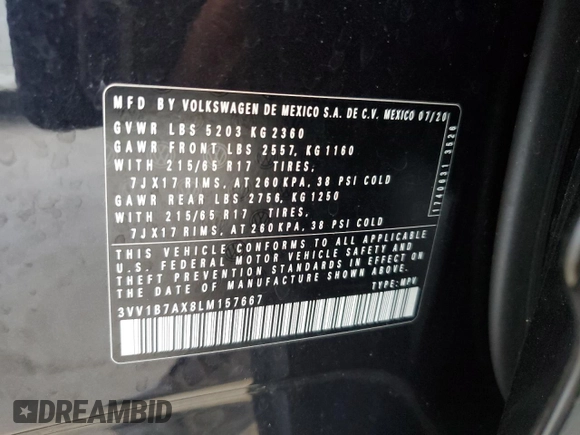 MFD BY VOLKSWAGEN DE MEXICO S.A. DE C.V. MEXICO 07/20
GVWR LBS 5203 KG 2360
GAWR FRONT LBS 2557, KG 1160
WITH 215/65 R17 TIRES,
7JX17 RIMS, AT 260 KPA, 38 PSI COLD
GAWR REAR LBS 2756, KG 1250
WITH 215/65 R17 TIRES,
7JX17 RIMS, AT 260 KPA, 38 PSI COLD
THIS VEHICLE CONFORMS TO ALL APPLICABLE
U.S. FEDERAL MOTOR VEHICLE SAFETY AND
THEFT PREVENTION STANDARDS IN EFFECT ON
THE DATE OF MANUFACTURE SHOWN ABOVE.
3VV1B7AX8LM157667 TYPE:MPV
1740631 3520
DREAMBID